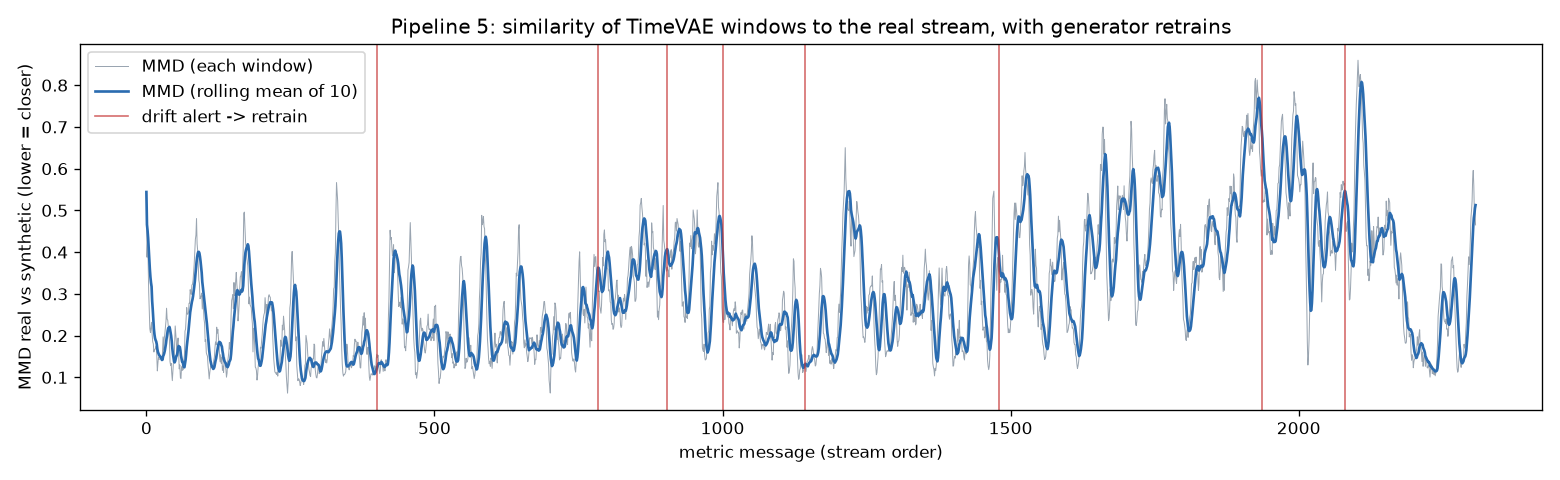 Pipeline 5: similarity of TimeVAE windows to the real stream, with generator retrains
MMD real vs synthetic (lower = closer)
0.8
0.7
0.6
0.5
0.4
0.3
0.2
0.1
MMD (each window)
MMD (rolling mean of 10)
drift alert -> retrain
0 500 1000 1500 2000
metric message (stream order)